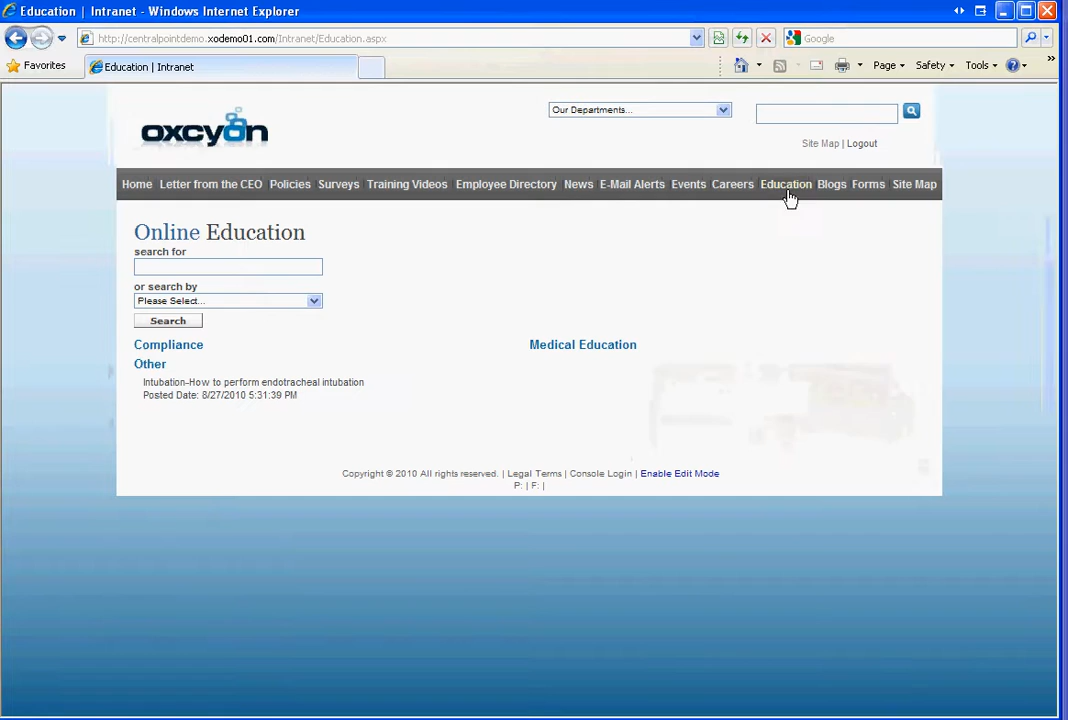 Education | Intranet - Windows Internet Explorer
http://centralpointdemo.xodemo01.com/Intranet/Education.aspx
Google
Favorites
Education | Intranet
Page
Safety
Tools
»
oxcyon
Our Departments...
Site Map | Logout
Home Letter from the CEO Policies Surveys Training Videos Employee Directory News E-Mail Alerts Events Careers Education Blogs Forms Site Map
Online Education
search for
or search by
Please Select...
Search
Compliance
Medical Education
Other
Intubation-How to perform endotracheal intubation
Posted Date: 8/27/2010 5:31:39 PM
Copyright © 2010 All rights reserved. | Legal Terms | Console Login | Enable Edit Mode
P: | F: |